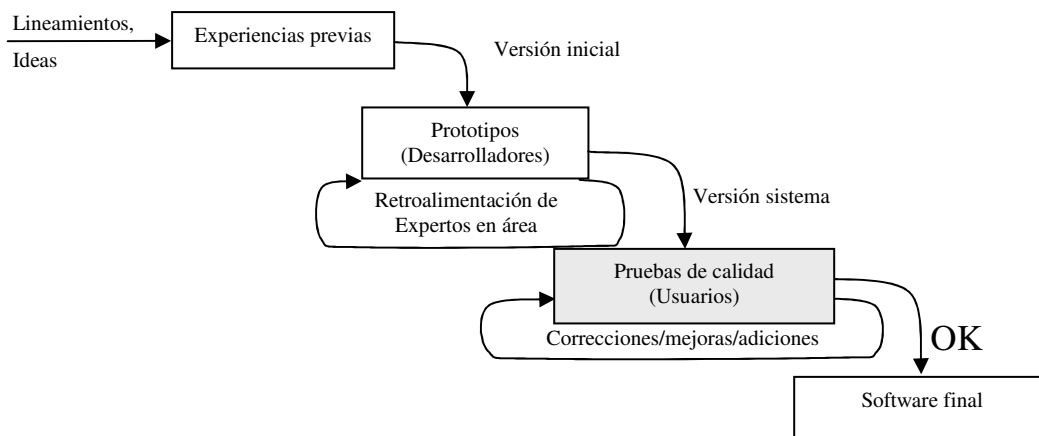 Lineamientos,
Ideas
Experiencias previas
Versión inicial
Prototipos
(Desarrolladores)
Retroalimentación de
Expertos en área
Versión sistema
Pruebas de calidad
(Usuarios)
Correcciones/mejoras/adiciones
OK
Software final